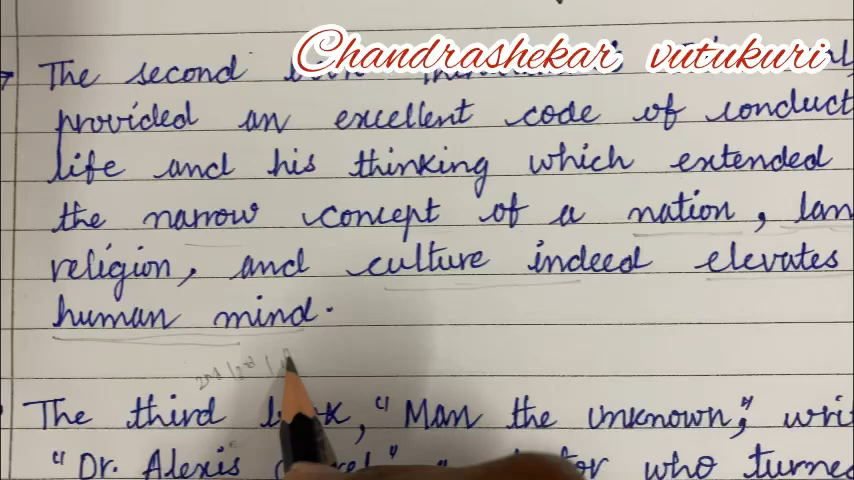 Chandrashekar vutukuri
The second
provided an excellent code of conduct
life and his thinking which extended
the narrow concept of a nation, lan
religion, and culture indeed elevates
human mind.
The third "Man the unknown", wri
"Dr. Alexis who turned